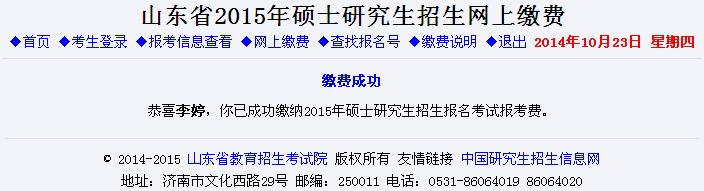 山东省2015年硕士研究生招生网上缴费
◆首页 ◆考生登录 ◆报考信息查看 ◆网上缴费 ◆查找报名号 ◆缴费说明 ◆退出 2014年10月23日 星期四
缴费成功
恭喜李婷，你已成功缴纳2015年硕士研究生招生报名考试报考费。
© 2014-2015 山东省教育招生考试院 版权所有 友情链接 中国研究生招生信息网
地址：济南市文化西路29号 邮编：250011 电话：0531-86064019 86064020